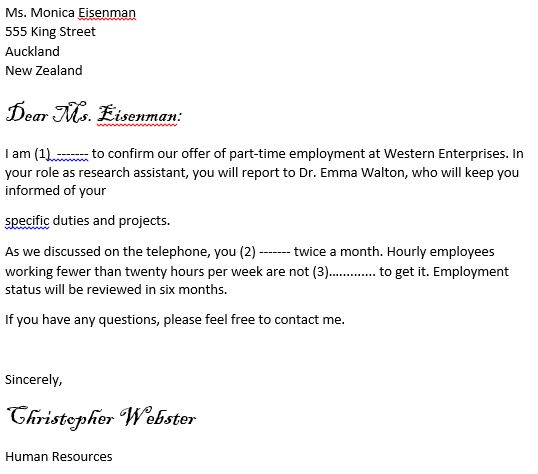 Ms. Monica Eisenman
555 King Street
Auckland
New Zealand
Dear Ms. Eisenman:
I am (1) ------- to confirm our offer of part-time employment at Western Enterprises. In
your role as research assistant, you will report to Dr. Emma Walton, who will keep you
informed of your
specific duties and projects.
As we discussed on the telephone, you (2) ------- twice a month. Hourly employees
working fewer than twenty hours per week are not (3)............. to get it. Employment
status will be reviewed in six months.
If you have any questions, please feel free to contact me.
Sincerely,
Christopher Webster
Human Resources